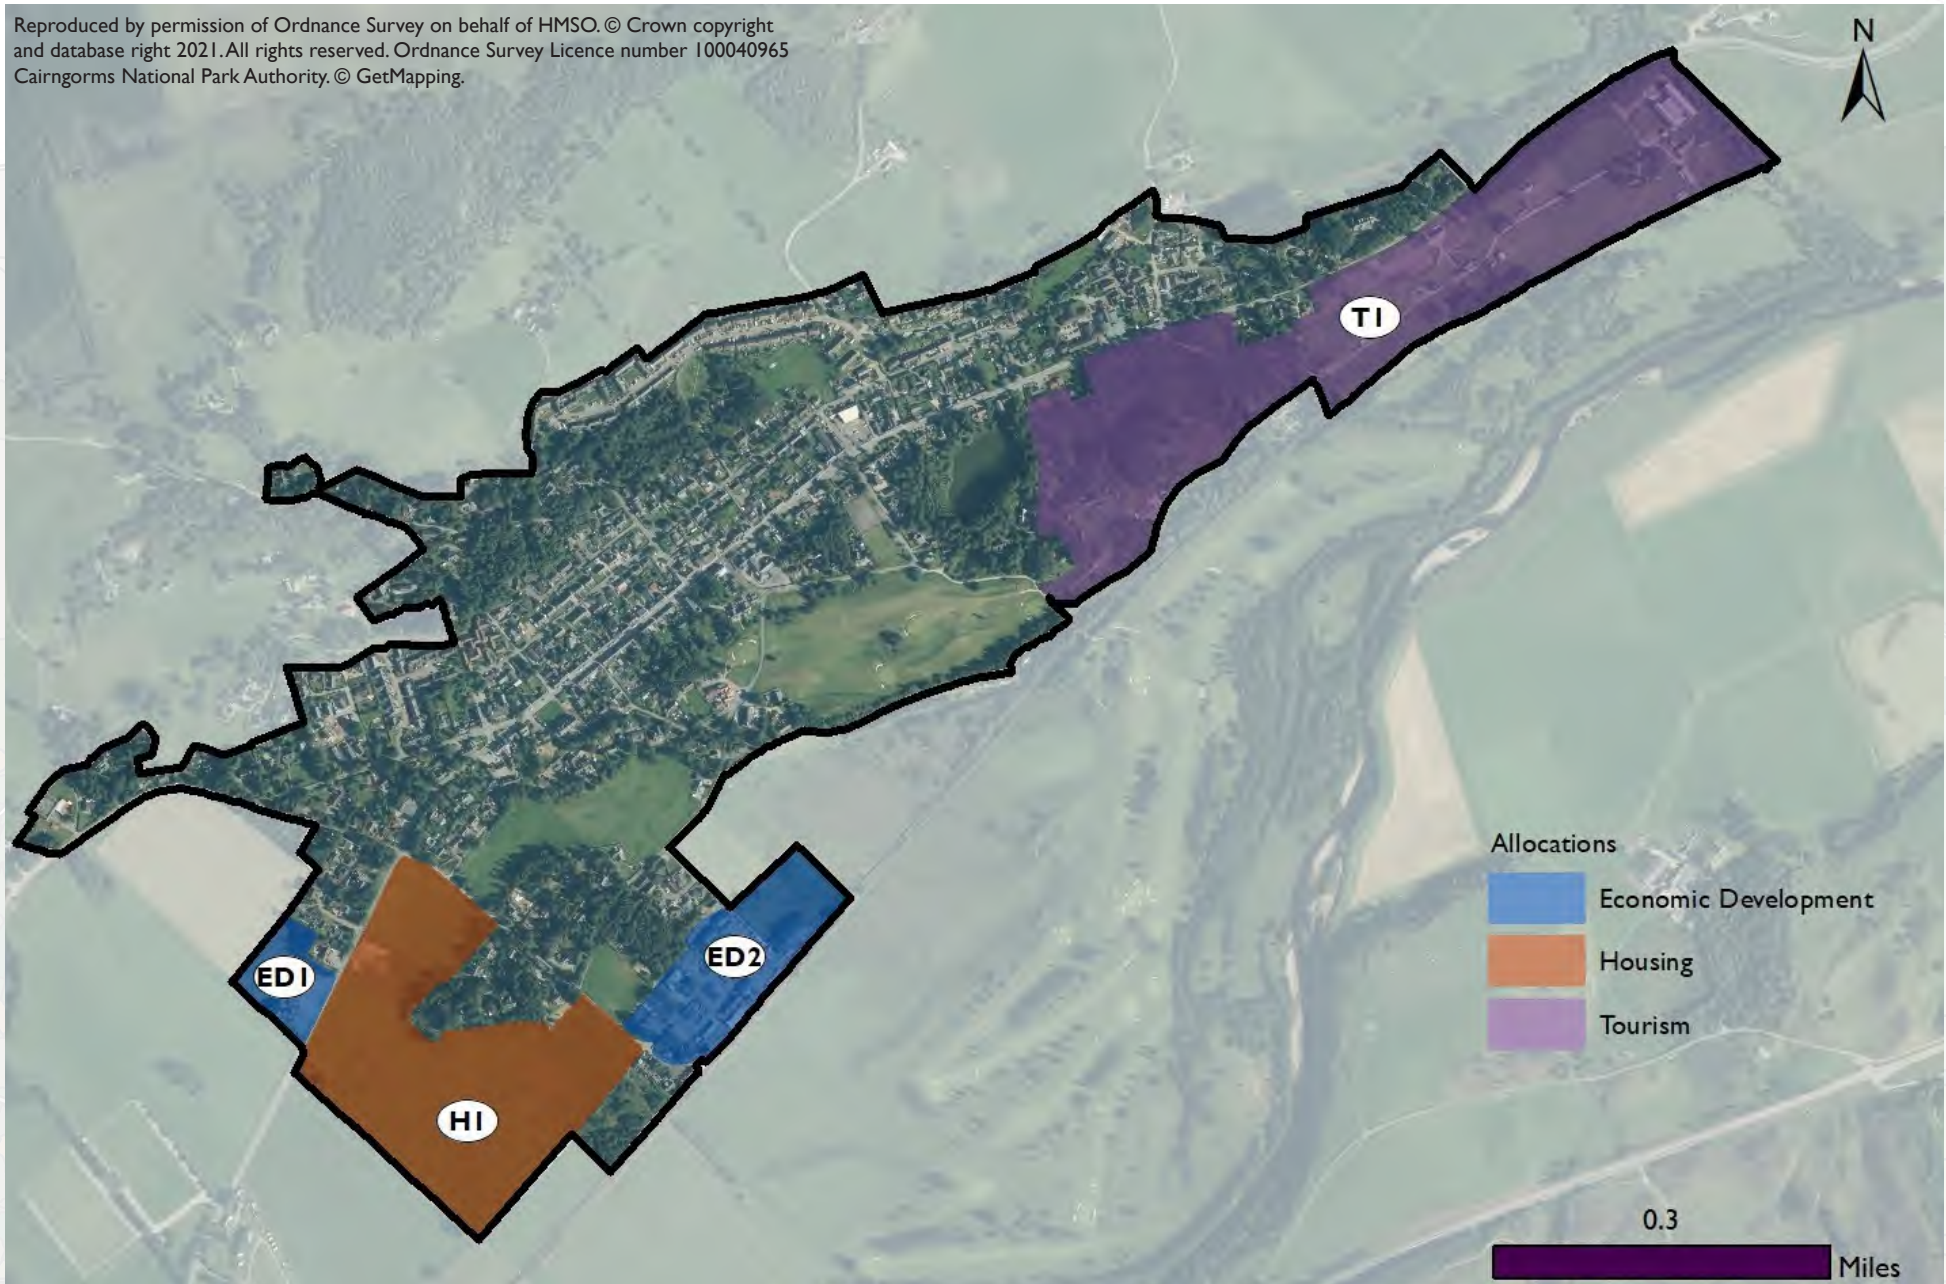 Reproduced by permission of Ordnance Survey on behalf of HMSO. © Crown copyright
and database right 2021. All rights reserved. Ordnance Survey Licence number 100040965
Cairngorms National Park Authority. © GetMapping.
N
T1
ED1
ED2
H1
Allocations
Economic Development
Housing
Tourism
0.3
Miles